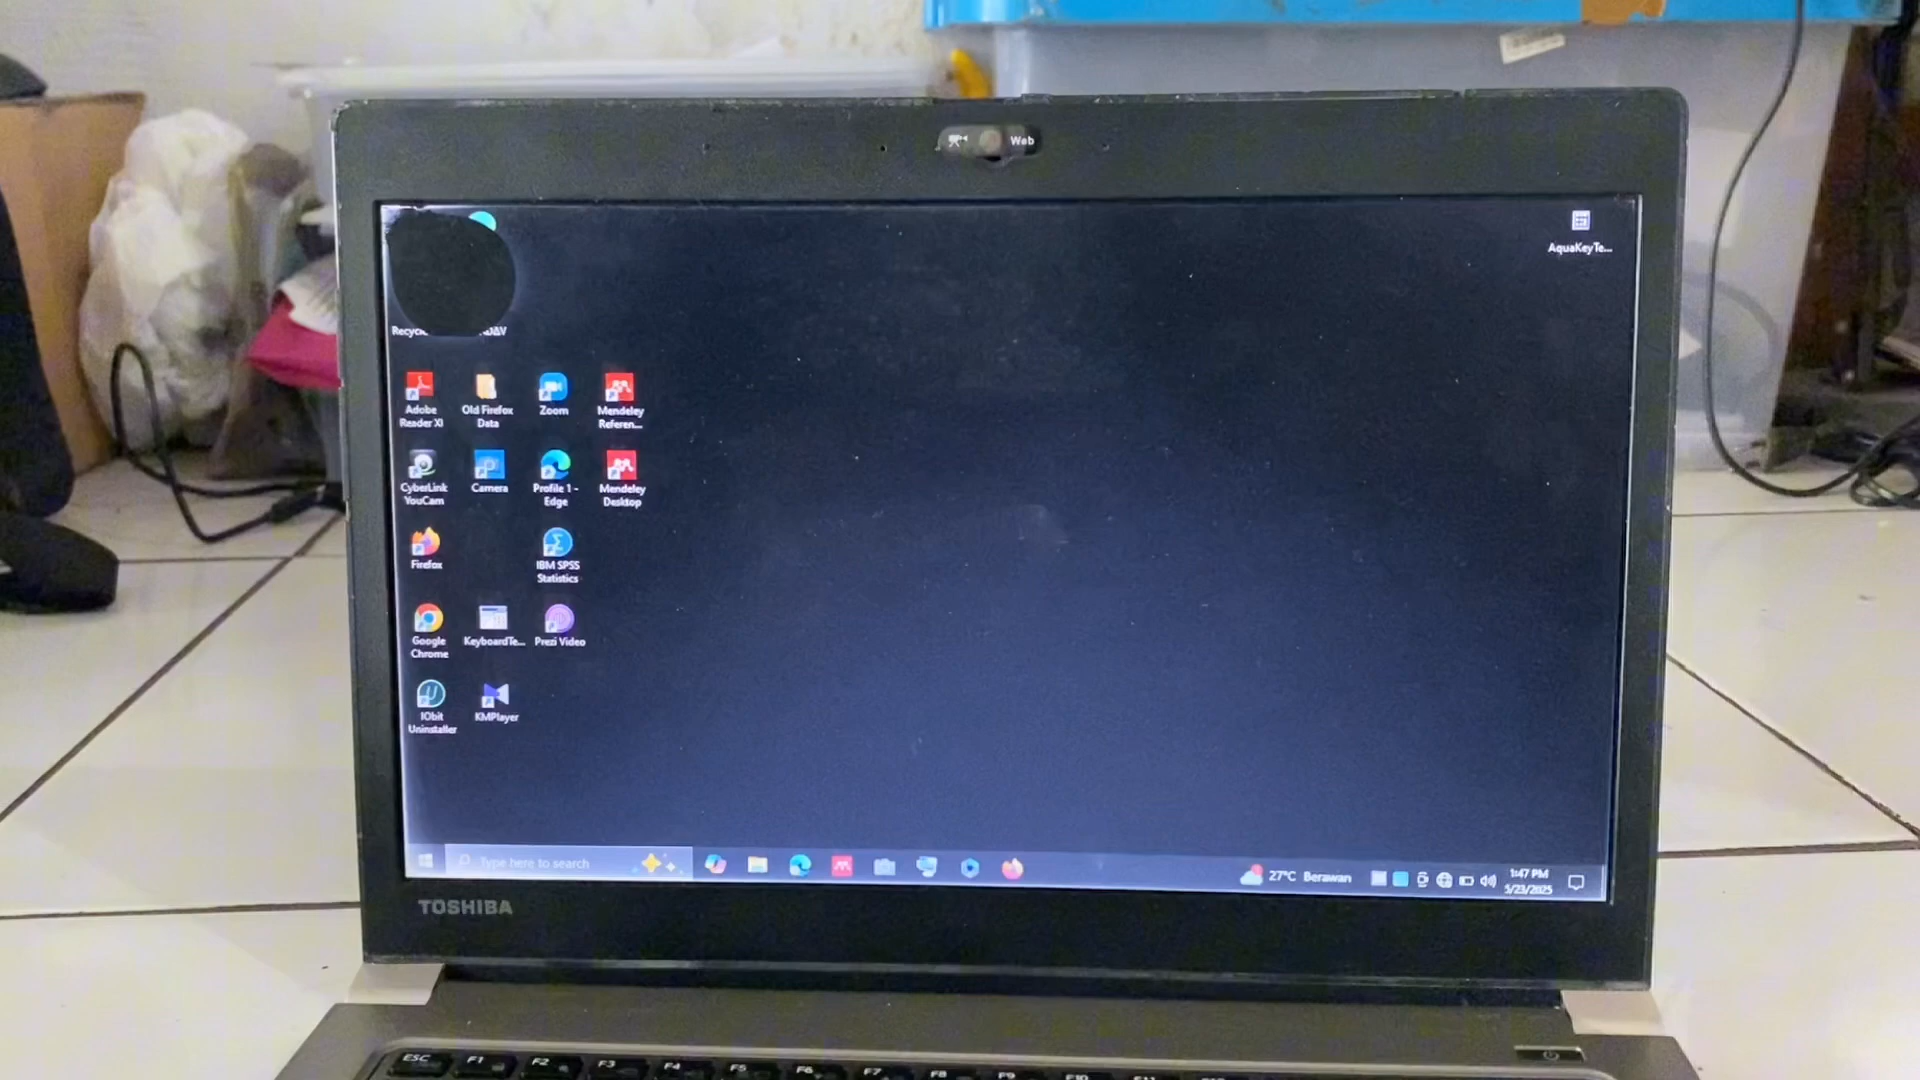 Web
AquaKeyTe...
Adobe
Reader XI
Old Firefox
Data
Zoom
Mendeley
Referen...
CyberLink
YouCam
Camera
Profile 1 -
Edge
Mendeley
Desktop
Firefox
IBM SPSS
Statistics
Google
Chrome
KeyboardTe...
Prezi Video
IObit
Uninstaller
KMPlayer
Type here to search
27°C Berawan
1:47 PM
5/23/2025
TOSHIBA
ESC F1 F2 F3 F4 F5 F6 F7 F8 F9 F10 F11